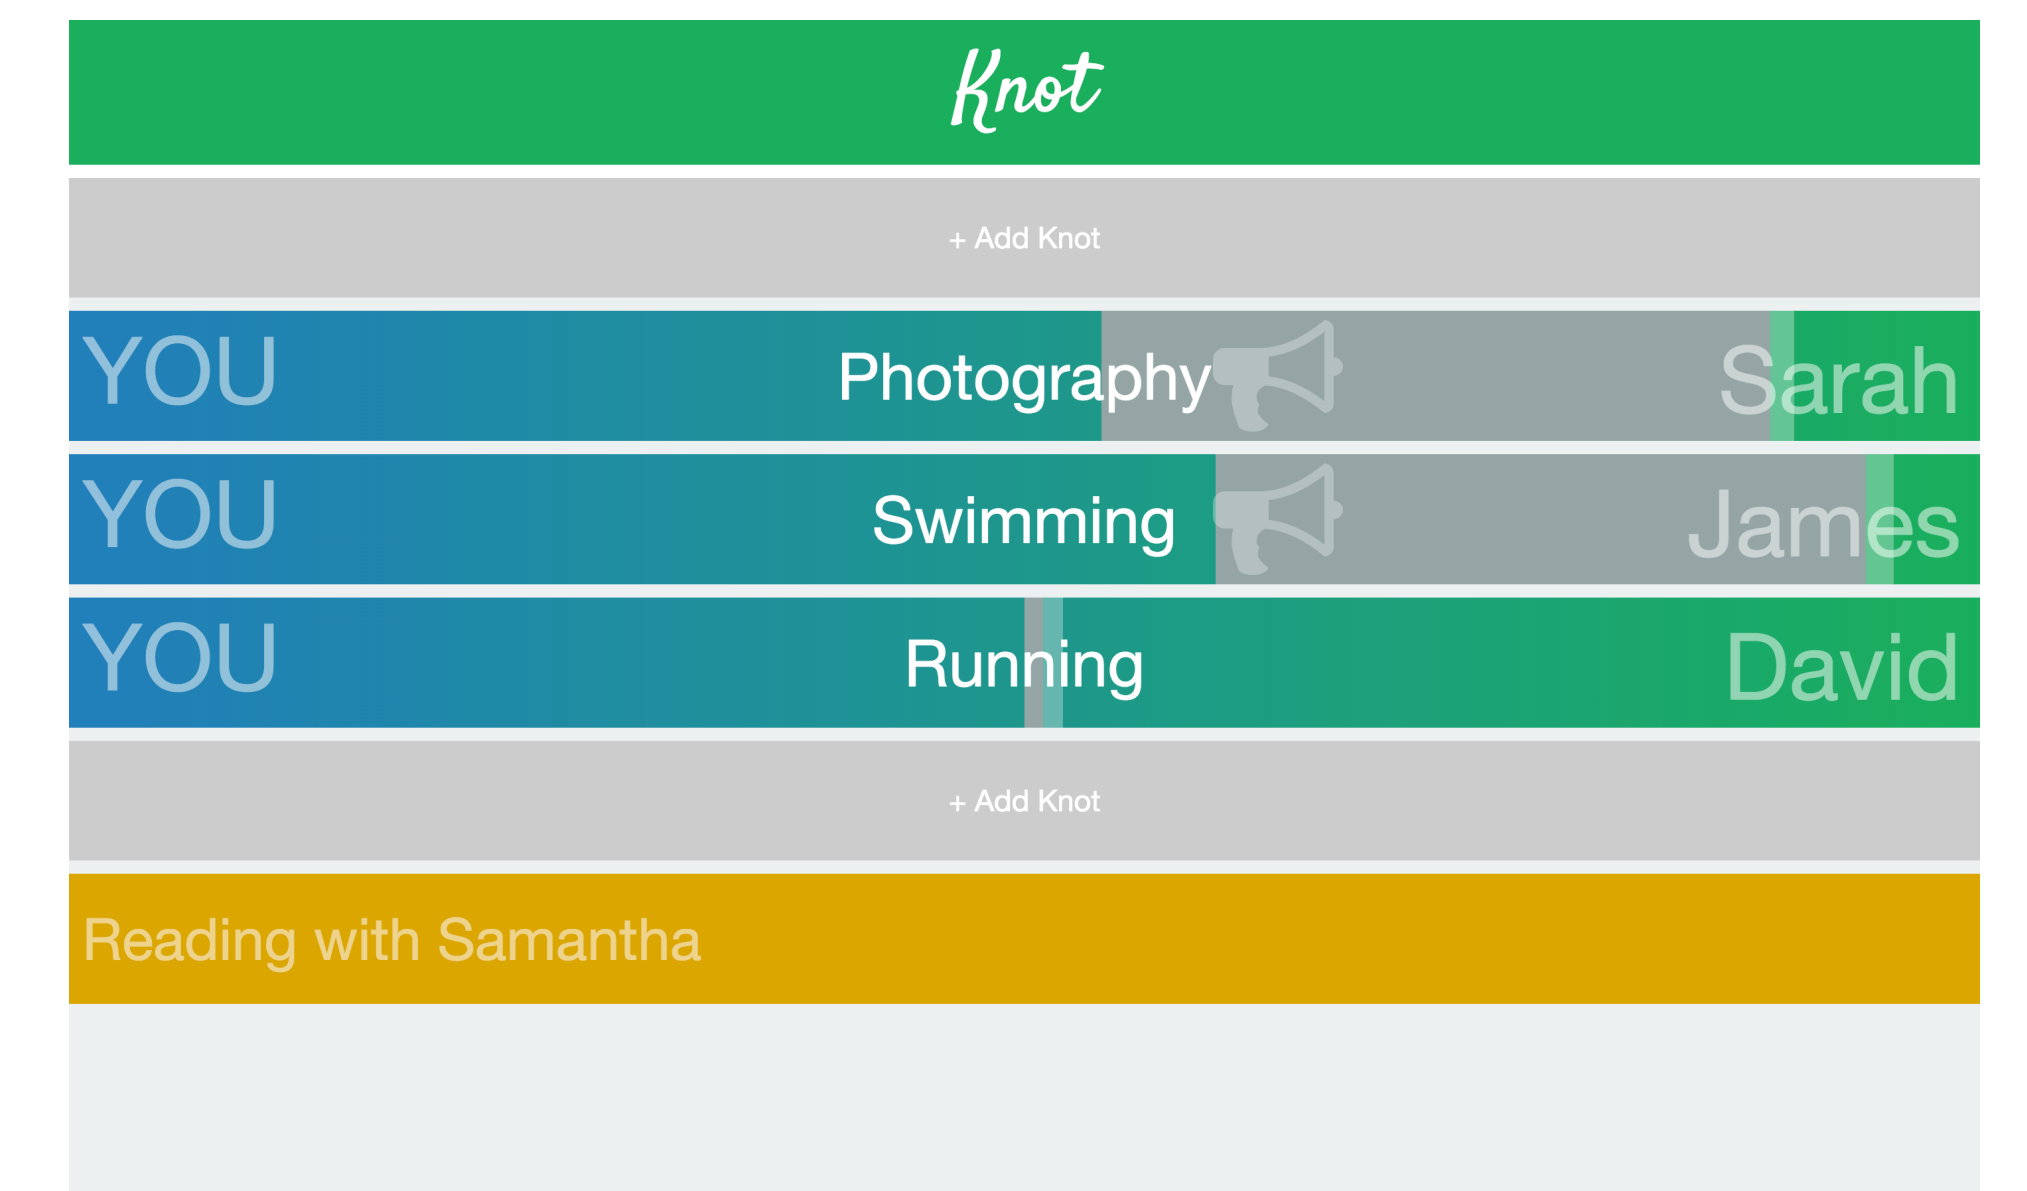 Knot
+ Add Knot
YOU Photography Sarah
YOU Swimming James
YOU Running David
+ Add Knot
Reading with Samantha